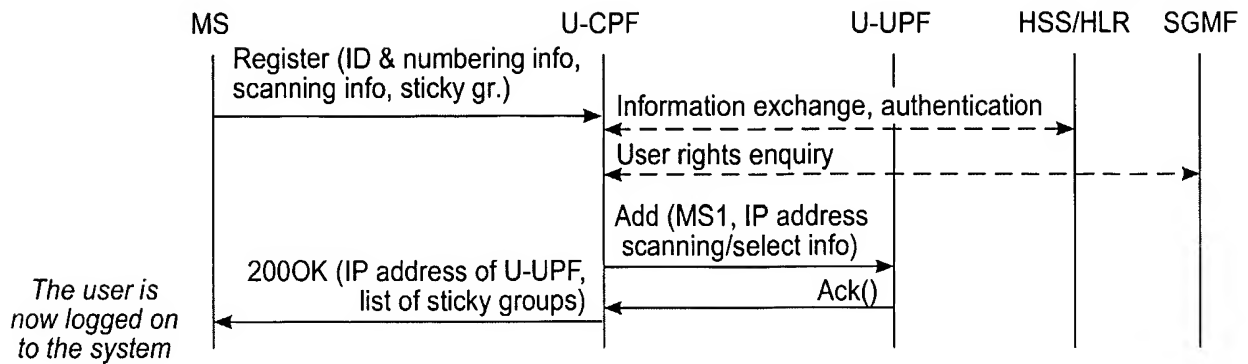 MS U-CPF U-UPF HSS/HLR SGMF
Register (ID & numbering info,
scanning info, sticky gr.)
Information exchange, authentication
User rights enquiry
Add (MS1, IP address
scanning/select info)
200OK (IP address of U-UPF,
list of sticky groups)
Ack()
The user is
now logged on
to the system